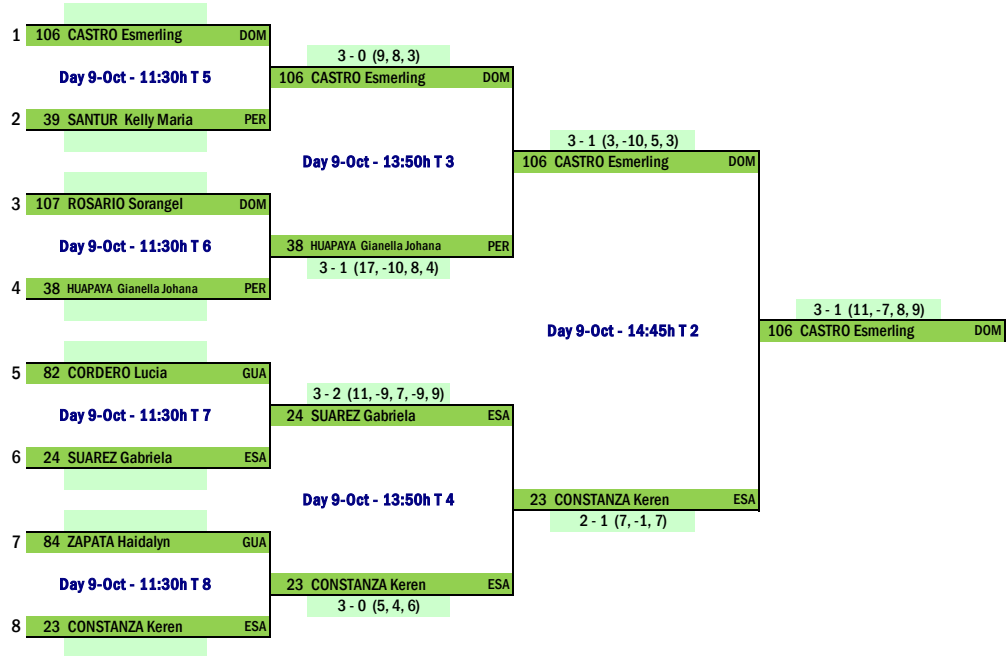 1 106 CASTRO Esmerling DOM
3 - 0 (9, 8, 3)
Day 9-Oct - 11:30h T 5
106 CASTRO Esmerling DOM
2 39 SANTUR Kelly Maria PER
3 - 1 (3, -10, 5, 3)
Day 9-Oct - 13:50h T 3
106 CASTRO Esmerling DOM
3 107 ROSARIO Sorangel DOM
Day 9-Oct - 11:30h T 6
38 HUAPAYA Gianella Johana PER
3 - 1 (17, -10, 8, 4)
4 38 HUAPAYA Gianella Johana PER
3 - 1 (11, -7, 8, 9)
Day 9-Oct - 14:45h T 2
106 CASTRO Esmerling DOM
5 82 CORDERO Lucia GUA
3 - 2 (11, -9, 7, -9, 9)
Day 9-Oct - 11:30h T 7
24 SUAREZ Gabriela ESA
6 24 SUAREZ Gabriela ESA
Day 9-Oct - 13:50h T 4
23 CONSTANZA Keren ESA
2 - 1 (7, -1, 7)
7 84 ZAPATA Haidalyn GUA
Day 9-Oct - 11:30h T 8
23 CONSTANZA Keren ESA
3 - 0 (5, 4, 6)
8 23 CONSTANZA Keren ESA